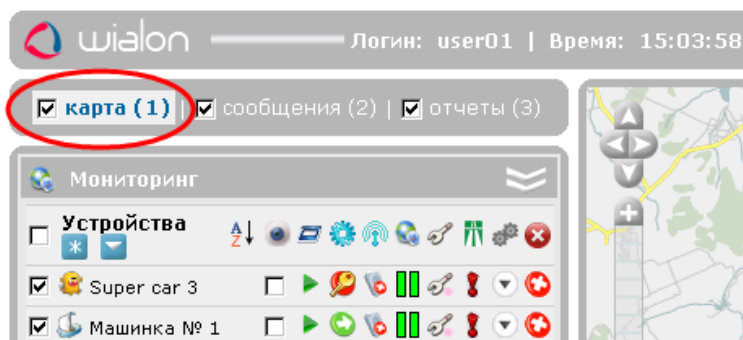 wialon Логин: user01 | Время: 15:03:58
карта (1) | сообщения (2) | отчеты (3)
Мониторинг
Устройства
A
Z
Super car 3
Машинка № 1